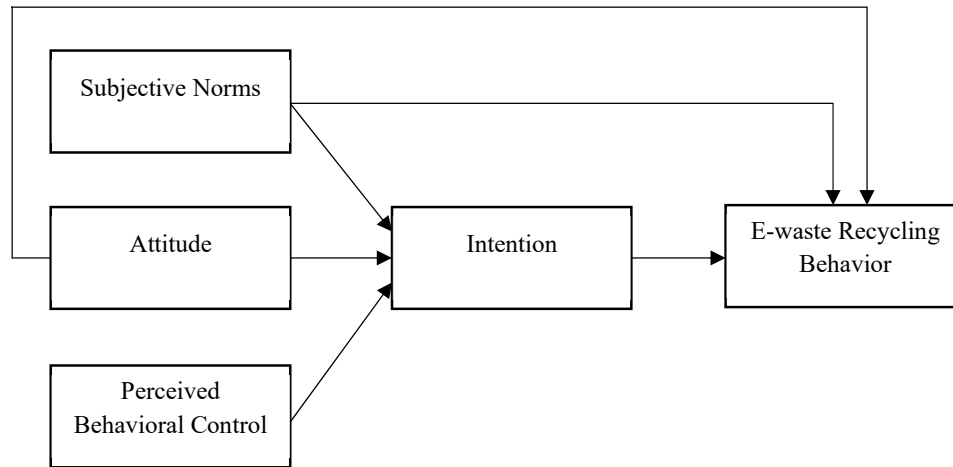 Subjective Norms
Attitude
Intention
E-waste Recycling
Behavior
Perceived
Behavioral Control